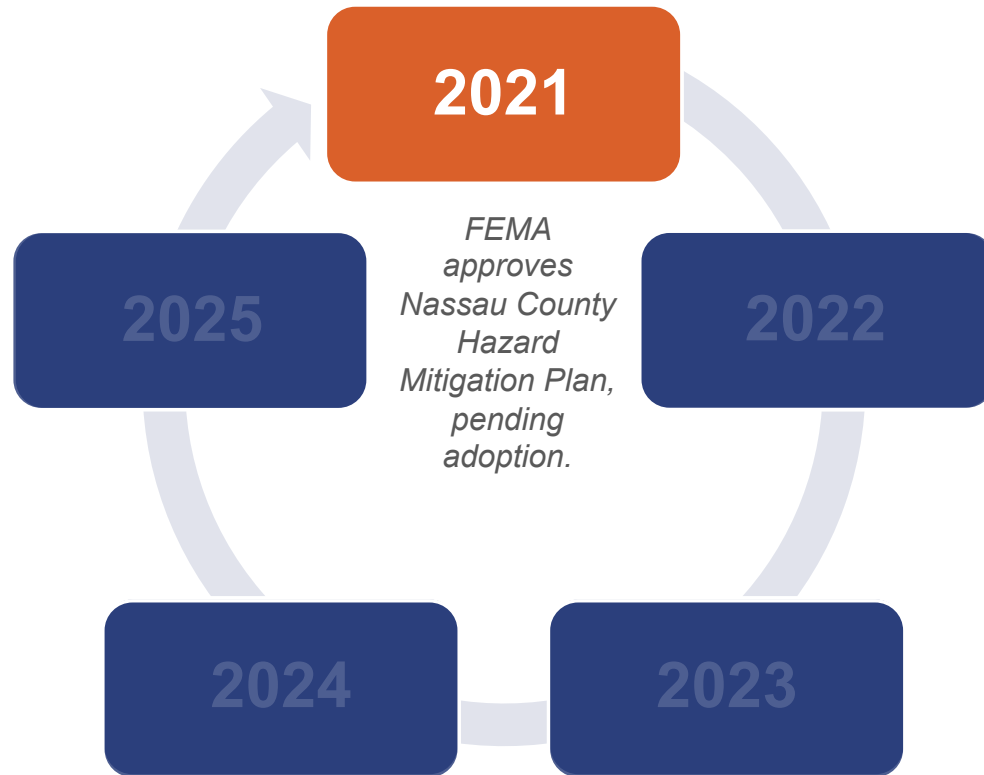 2021
FEMA
approves
Nassau County
Hazard
Mitigation Plan,
pending
adoption.
2025
2022
2024
2023